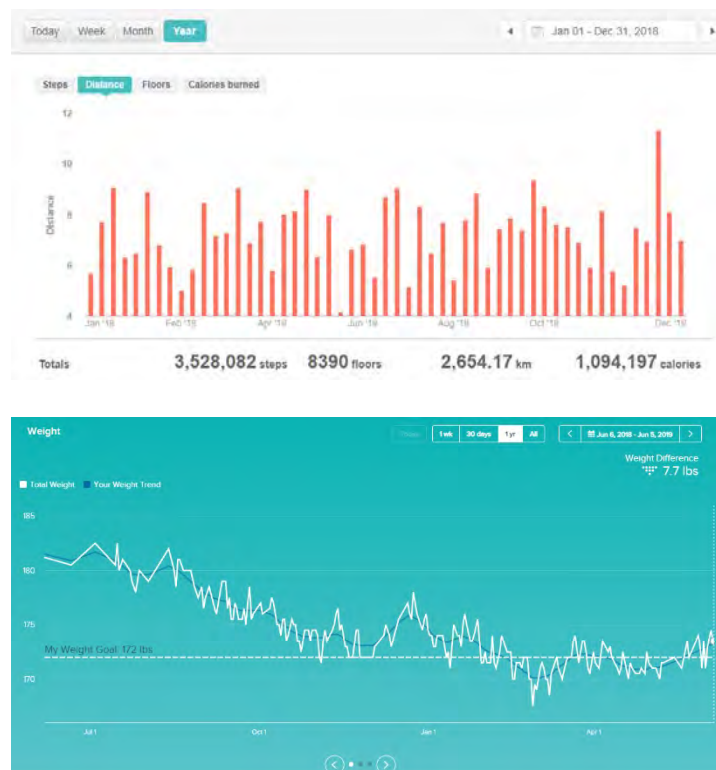 Today Week Month Year Jan 01 - Dec 31, 2018
Steps Distance Floors Calories burned
12
10
8
6
4
Distance
Jan '18 Feb '18 Apr '18 Jun '18 Aug '18 Oct '18 Dec '18
Totals 3,528,082 steps 8390 floors 2,654.17 km 1,094,197 calories
Weight
1 wk 30 days 1 yr All Jun 6, 2018 - Jun 5, 2019
Weight Difference
7.7 lbs
Total Weight Your Weight Trend
185
180
175
My Weight Goal: 172 lbs
170
Jul 1 Oct 1 Jan 1 Apr 1